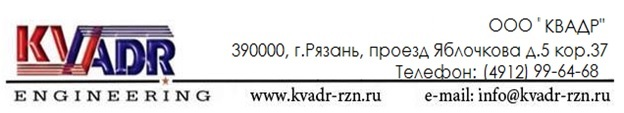 KVADR
ENGINEERING
ООО " КВАДР"
390000, г.Рязань, проезд Яблочкова д.5 кор.37
Телефон: (4912) 99-64-68
www.kvadr-rzn.ru e-mail: info@kvadr-rzn.ru